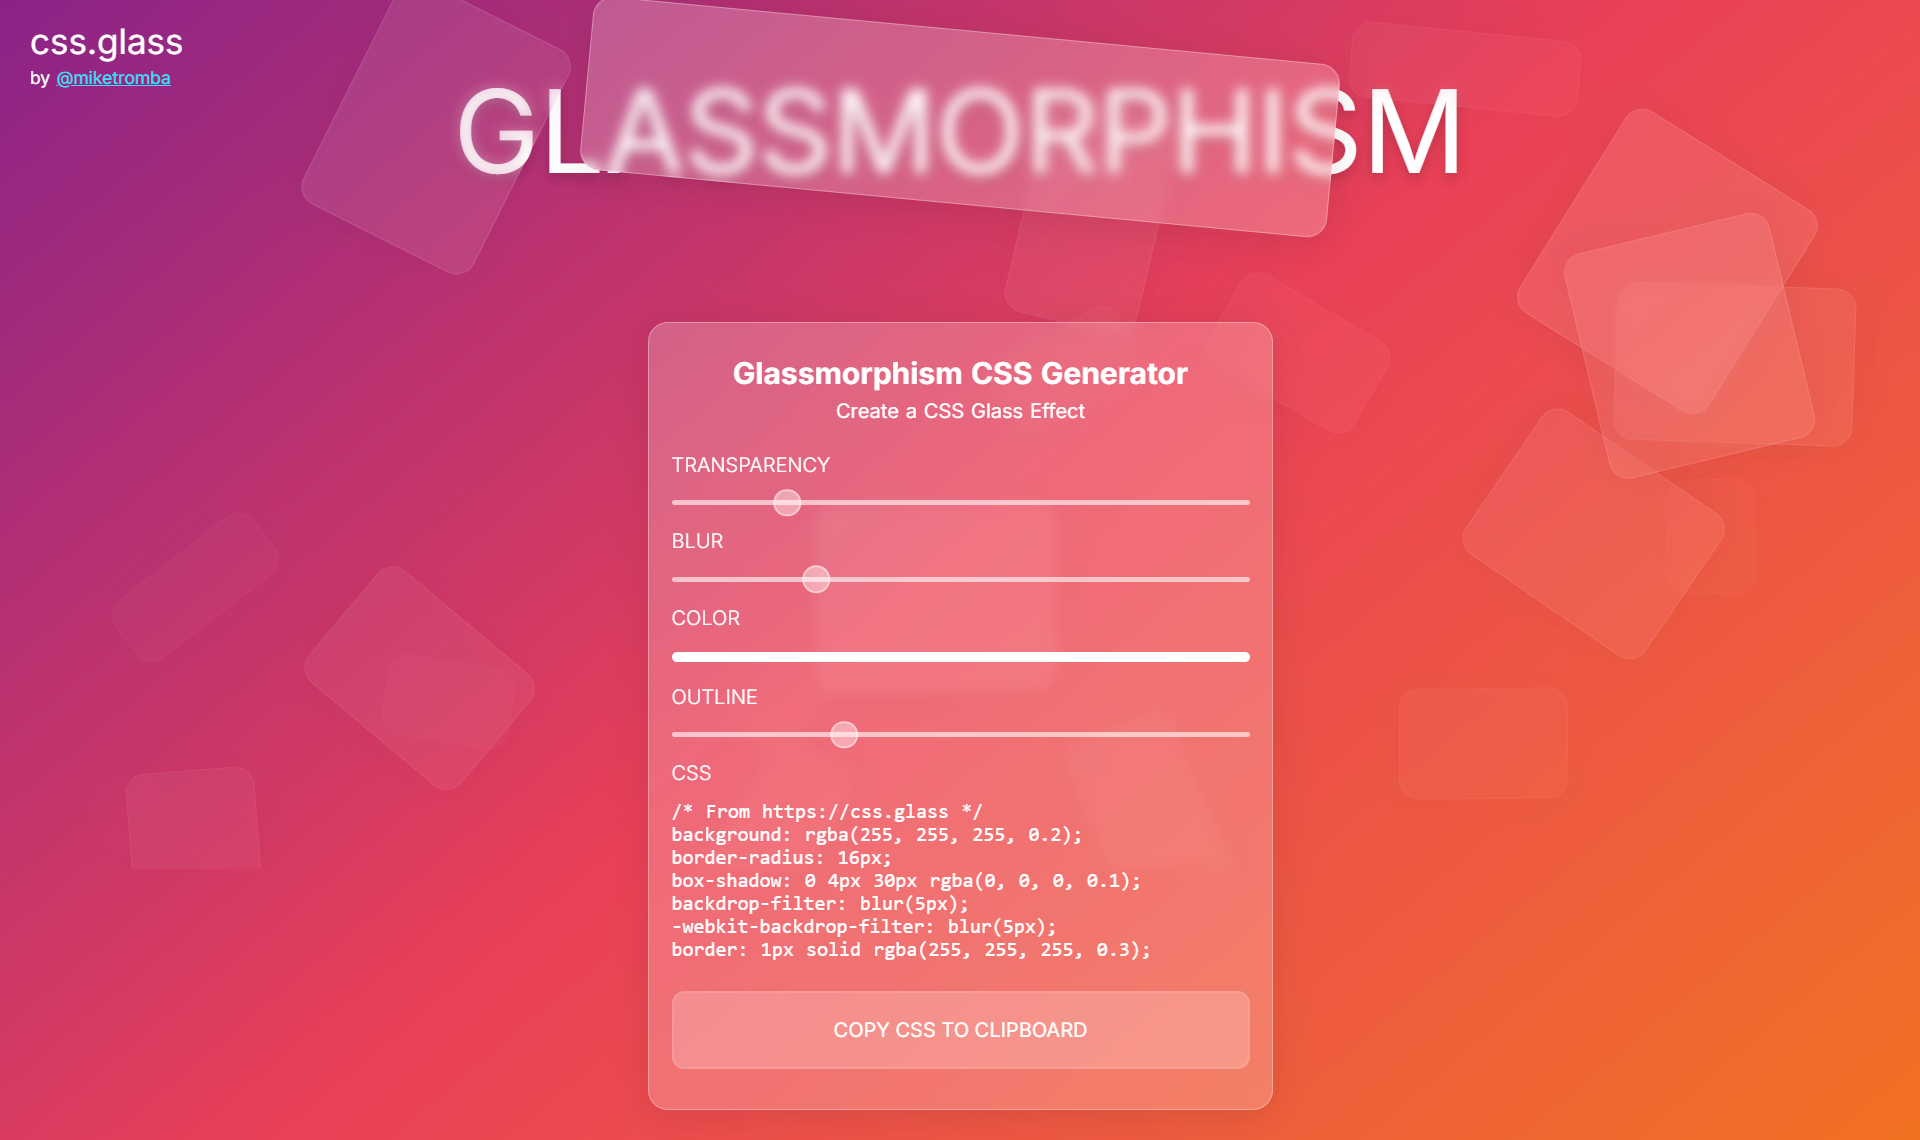 css.glass
by @miketromba
GLASSMORPHISM
Glassmorphism CSS Generator
Create a CSS Glass Effect
TRANSPARENCY
BLUR
COLOR
OUTLINE
CSS
/* From https://css.glass */
background: rgba(255, 255, 255, 0.2);
border-radius: 16px;
box-shadow: 0 4px 30px rgba(0, 0, 0, 0.1);
backdrop-filter: blur(5px);
-webkit-backdrop-filter: blur(5px);
border: 1px solid rgba(255, 255, 255, 0.3);
COPY CSS TO CLIPBOARD